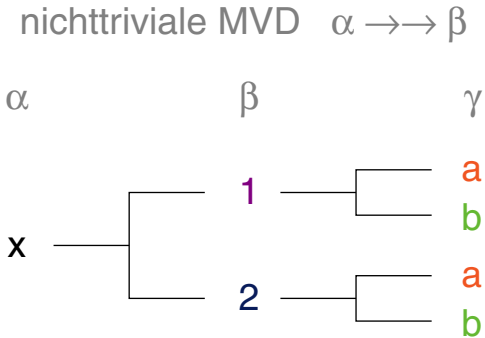 nichttriviale MVD α →→ β
α β γ
a
1
b
x
a
2
b